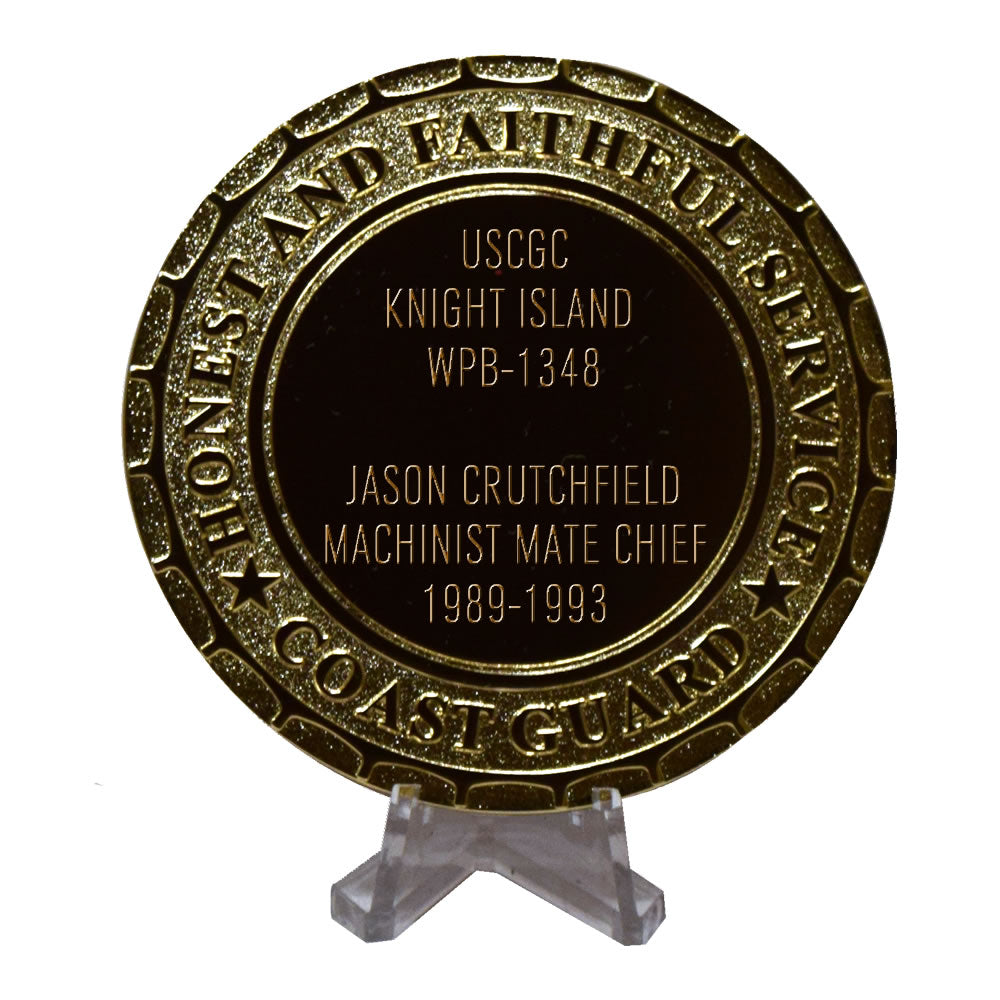 HONEST AND FAITHFUL SERVICE
USCGC
KNIGHT ISLAND
WPB-1348
JASON CRUTCHFIELD
MACHINIST MATE CHIEF
1989-1993
COAST GUARD